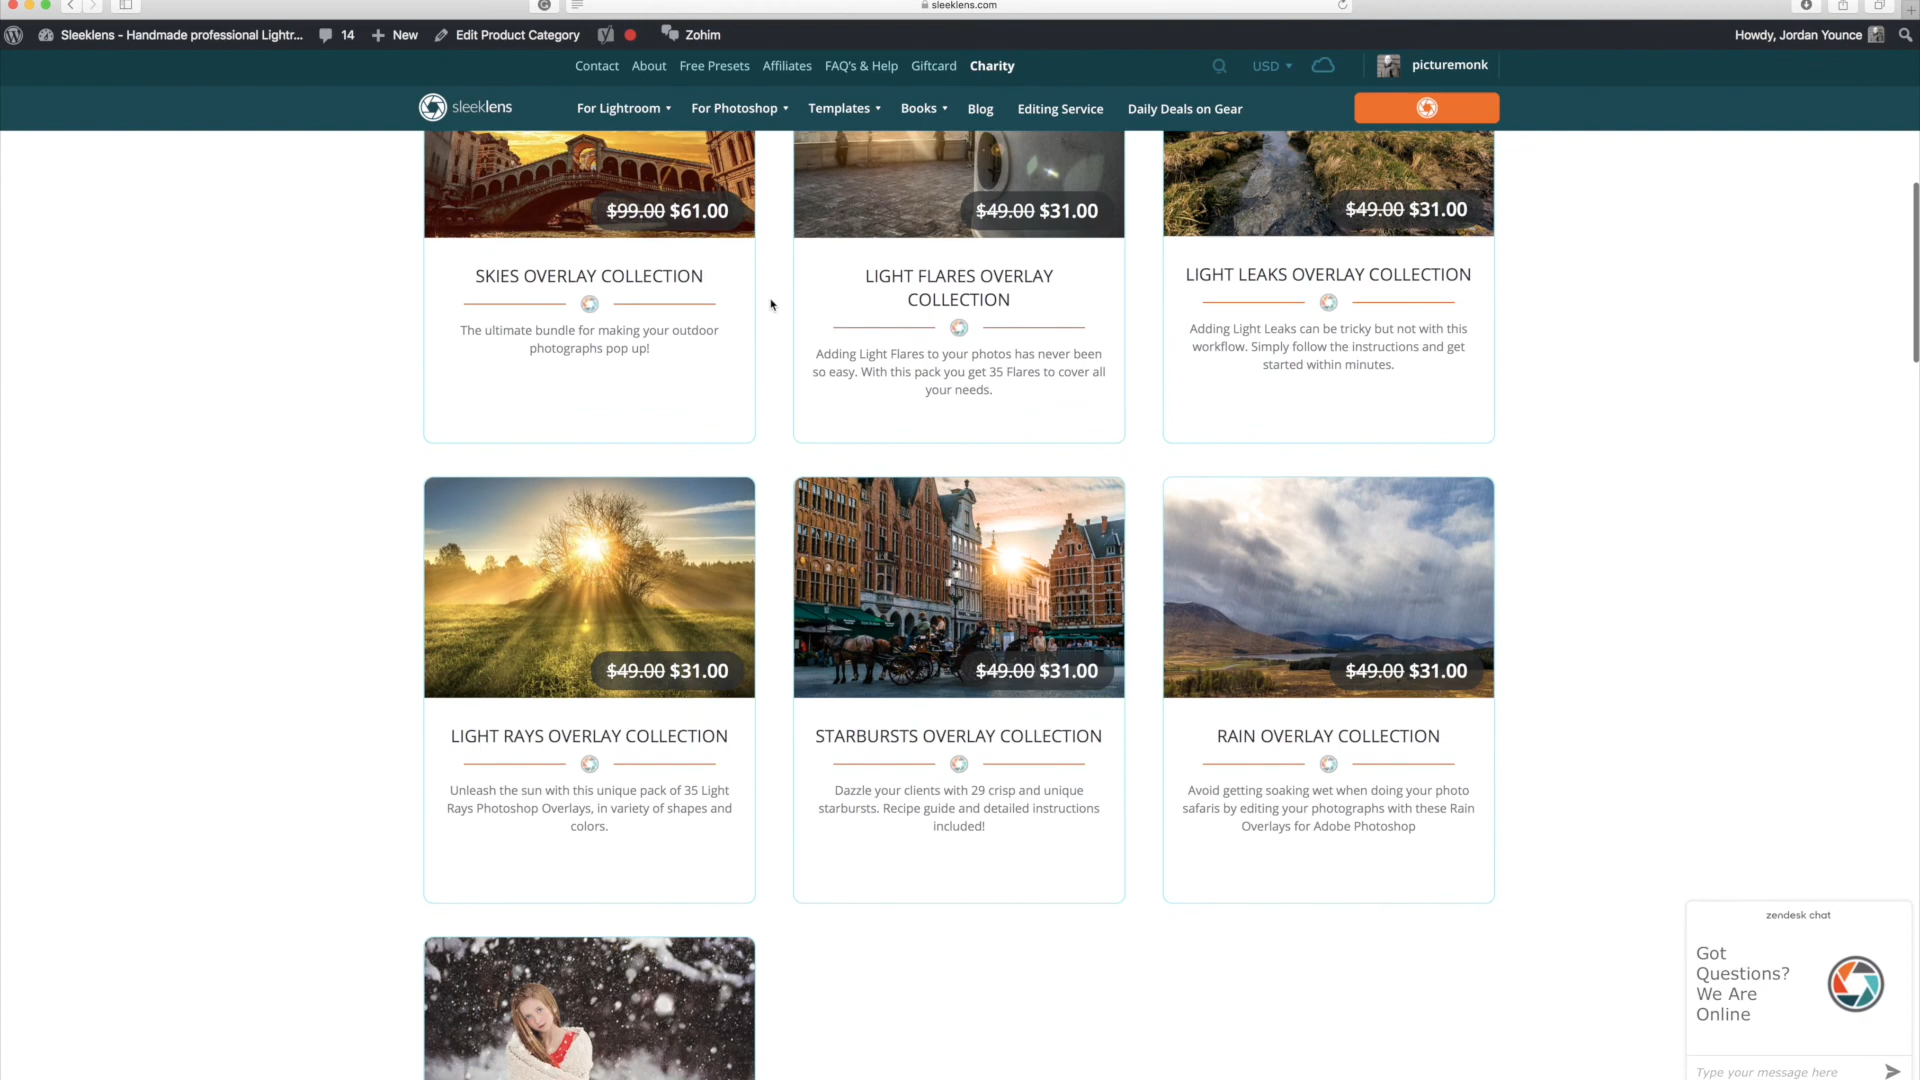 sleeklens.com
Sleeklens - Handmade professional Lightr... 14 New Edit Product Category Zohim Howdy, Jordan Younce
Contact About Free Presets Affiliates FAQ's & Help Giftcard Charity USD picturemonk
sleeklens For Lightroom For Photoshop Templates Books Blog Editing Service Daily Deals on Gear
$99.00 $61.00
$49.00 $31.00
$49.00 $31.00
SKIES OVERLAY COLLECTION
The ultimate bundle for making your outdoor
photographs pop up!
LIGHT FLARES OVERLAY
COLLECTION
Adding Light Flares to your photos has never been
so easy. With this pack you get 35 Flares to cover all
your needs.
LIGHT LEAKS OVERLAY COLLECTION
Adding Light Leaks can be tricky but not with this
workflow. Simply follow the instructions and get
started within minutes.
$49.00 $31.00
$49.00 $31.00
$49.00 $31.00
LIGHT RAYS OVERLAY COLLECTION
Unleash the sun with this unique pack of 35 Light
Rays Photoshop Overlays, in variety of shapes and
colors.
STARBURSTS OVERLAY COLLECTION
Dazzle your clients with 29 crisp and unique
starbursts. Recipe guide and detailed instructions
included!
RAIN OVERLAY COLLECTION
Avoid getting soaking wet when doing your photo
safaris by editing your photographs with these Rain
Overlays for Adobe Photoshop
zendesk chat
Got
Questions?
We Are
Online
Type your message here